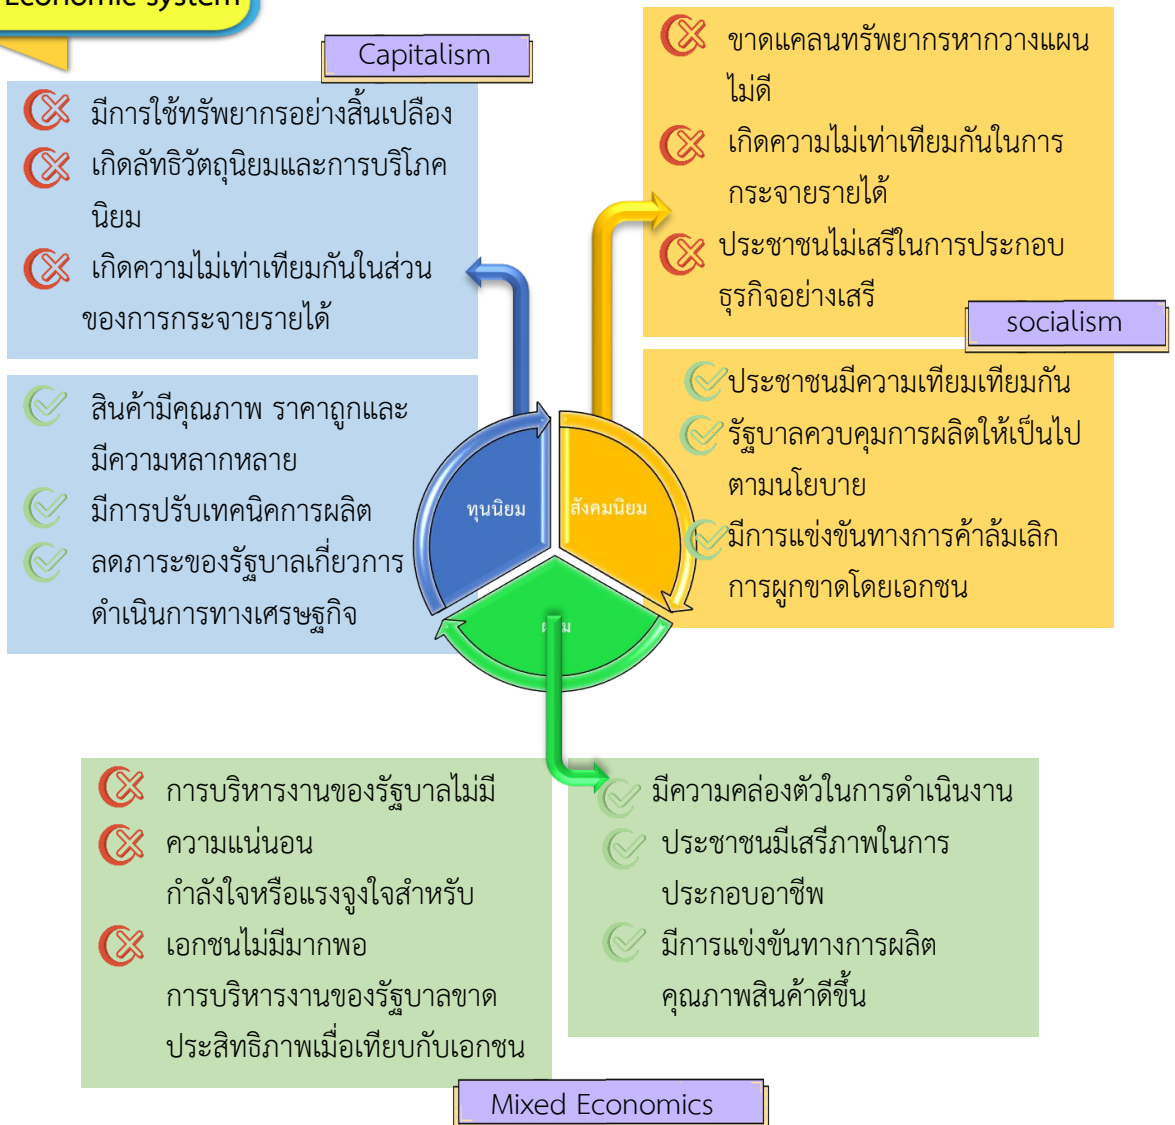 Economic system
Capitalism
มีการใช้ทรัพยากรอย่างสิ้นเปลือง
เกิดลัทธิวัตถุนิยมและการบริโภค
นิยม
เกิดความไม่เท่าเทียมกันในส่วน
ของการกระจายรายได้
สินค้ามีคุณภาพ ราคาถูกและ
มีความหลากหลาย
มีการปรับเทคนิคการผลิต
ลดภาระของรัฐบาลเกี่ยวการ
ดำเนินการทางเศรษฐกิจ
ขาดแคลนทรัพยากรหากวางแผน
ไม่ดี
เกิดความไม่เท่าเทียมกันในการ
กระจายรายได้
ประชาชนไม่เสรีในการประกอบ
ธุรกิจอย่างเสรี
socialism
ประชาชนมีความเทียมเทียมกัน
รัฐบาลควบคุมการผลิตให้เป็นไป
ตามนโยบาย
มีการแข่งขันทางการค้าล้มเลิก
การผูกขาดโดยเอกชน
ทุนนิยม
สังคมนิยม
การบริหารงานของรัฐบาลไม่มี
ความแน่นอน
กำลังใจหรือแรงจูงใจสำหรับ
เอกชนไม่มีมากพอ
การบริหารงานของรัฐบาลขาด
ประสิทธิภาพเมื่อเทียบกับเอกชน
มีความคล่องตัวในการดำเนินงาน
ประชาชนมีเสรีภาพในการ
ประกอบอาชีพ
มีการแข่งขันทางการผลิต
คุณภาพสินค้าดีขึ้น
Mixed Economics